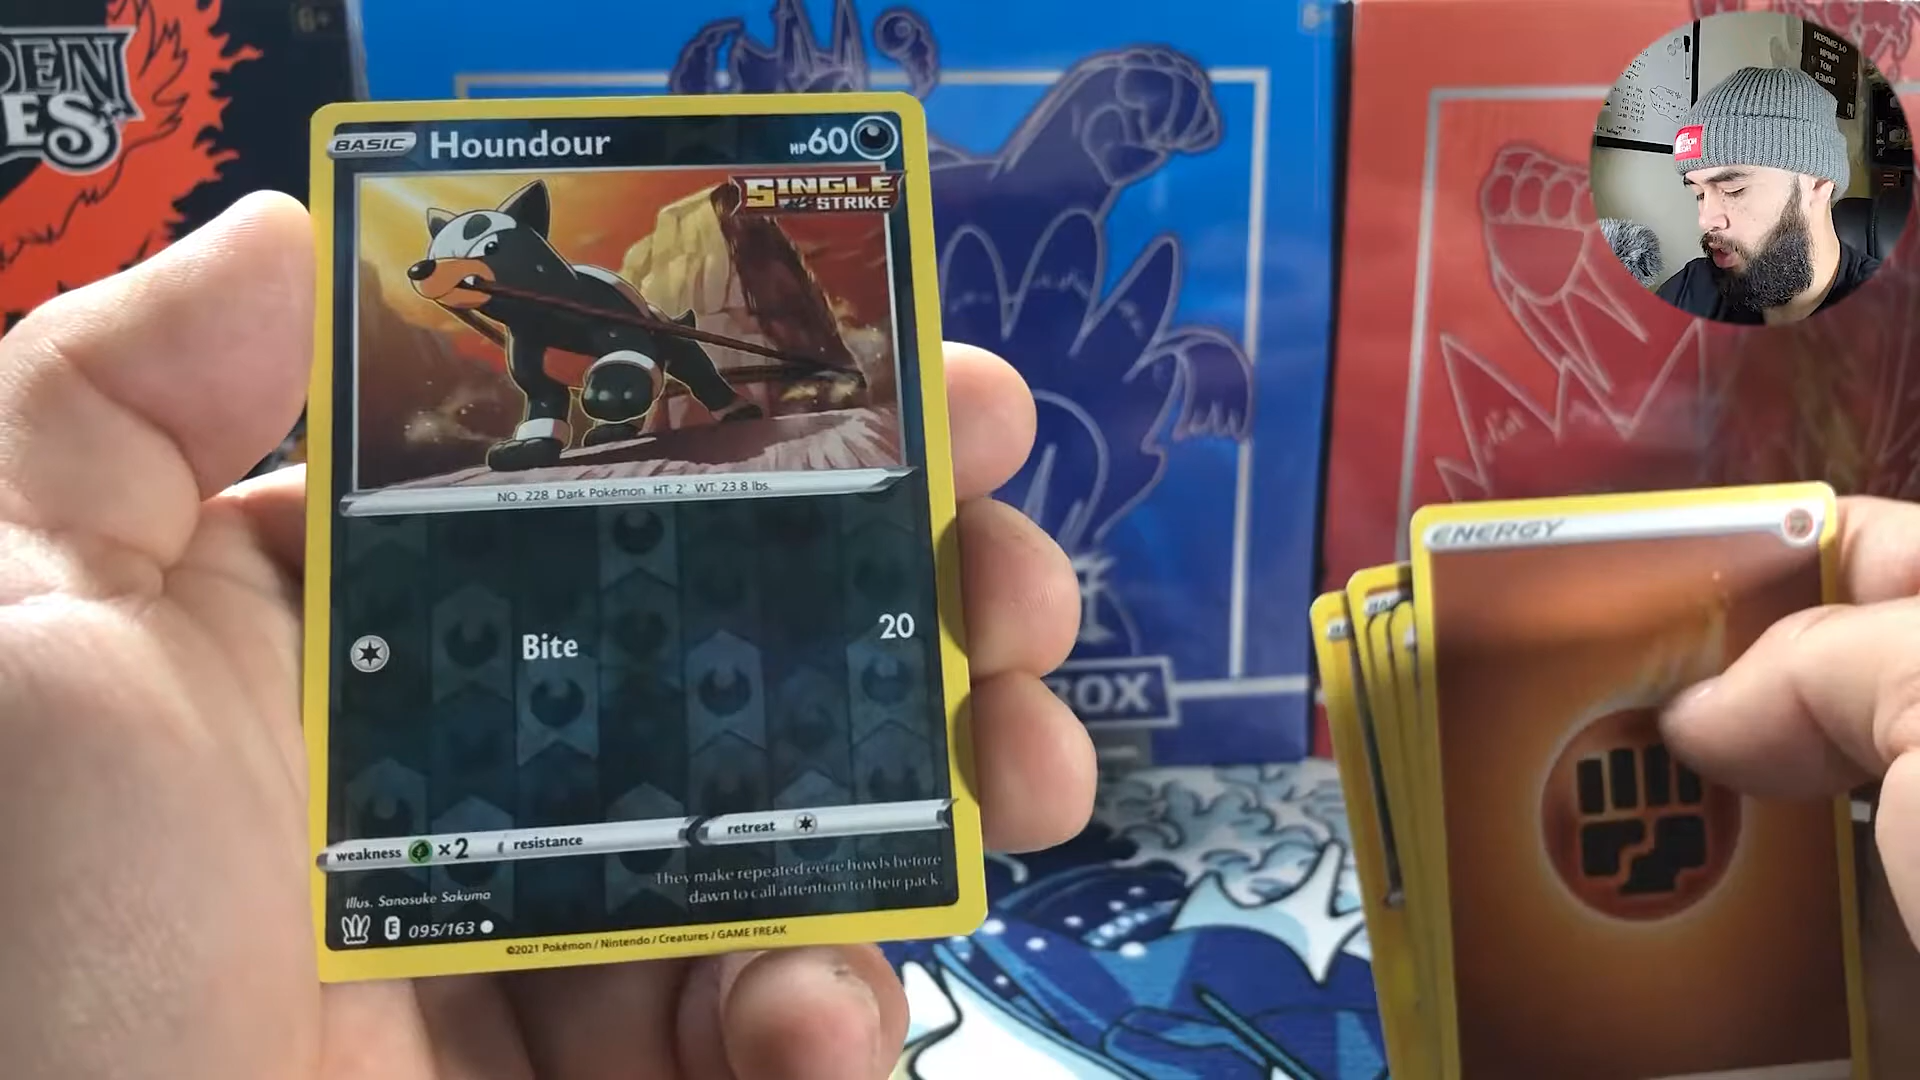 DEN
ES
BASIC Houndour HP60
SINGLE
STRIKE
NO. 228 Dark Pokémon HT: 2' WT: 23.8 lbs.
Bite 20
weakness ×2 resistance retreat
They make repeated eerie howls before
dawn to call attention to their pack.
Illus. Sanosuke Sakuma
E 095/163
©2021 Pokémon / Nintendo / Creatures / GAME FREAK
BOX
ENERGY